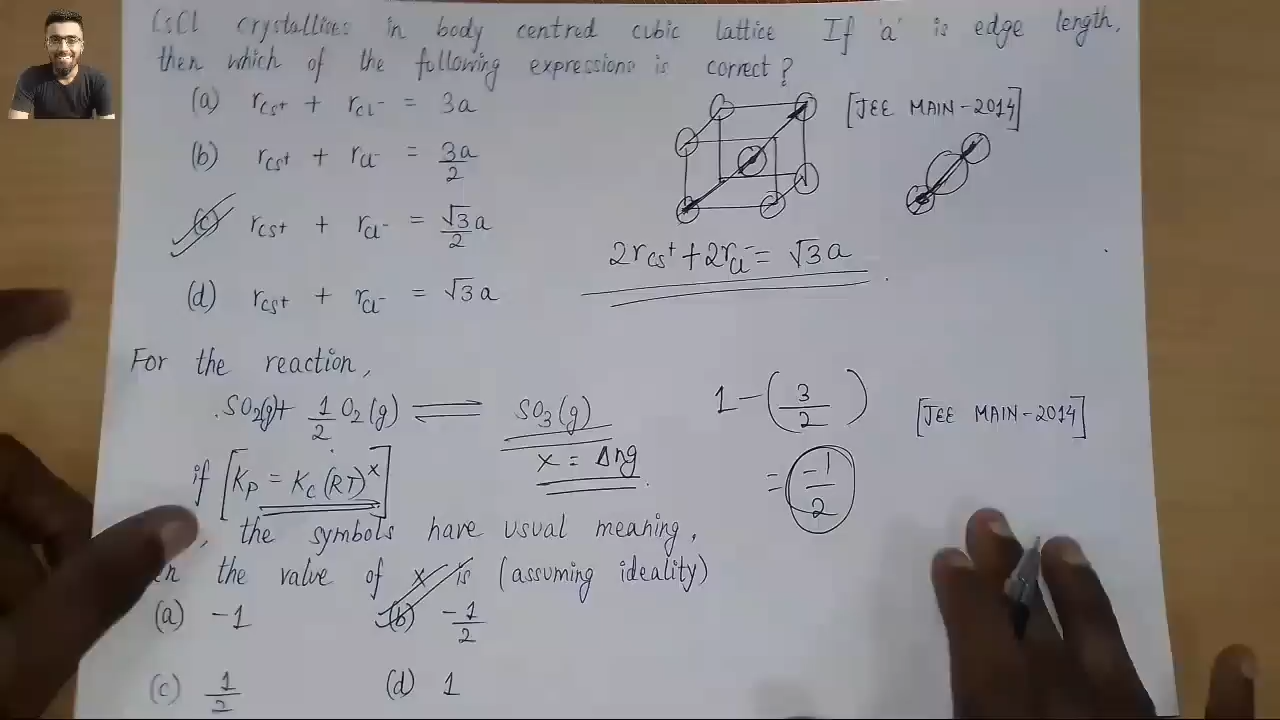 CsCl crystallises in body centred cubic lattice If 'a' is edge length,
then which of the following expressions is correct?
(a) rCs+ + rCl- = 3a
[JEE MAIN-2014]
(b) rCs+ + rCl- = 3a/2
(c) rCs+ + rCl- = √3/2 a
2rCs+ + 2rCl- = √3a
(d) rCs+ + rCl- = √3a
For the reaction,
SO2(g)+ 1/2 O2(g) ⇌ SO3(g)
1-(3/2)
[JEE MAIN-2014]
x = Δng
= -1/2
if [Kp = Kc(RT)^x]
, the symbols have usual meaning,
the value of x is (assuming ideality)
(a) -1 (b) -1/2
(c) 1/2 (d) 1